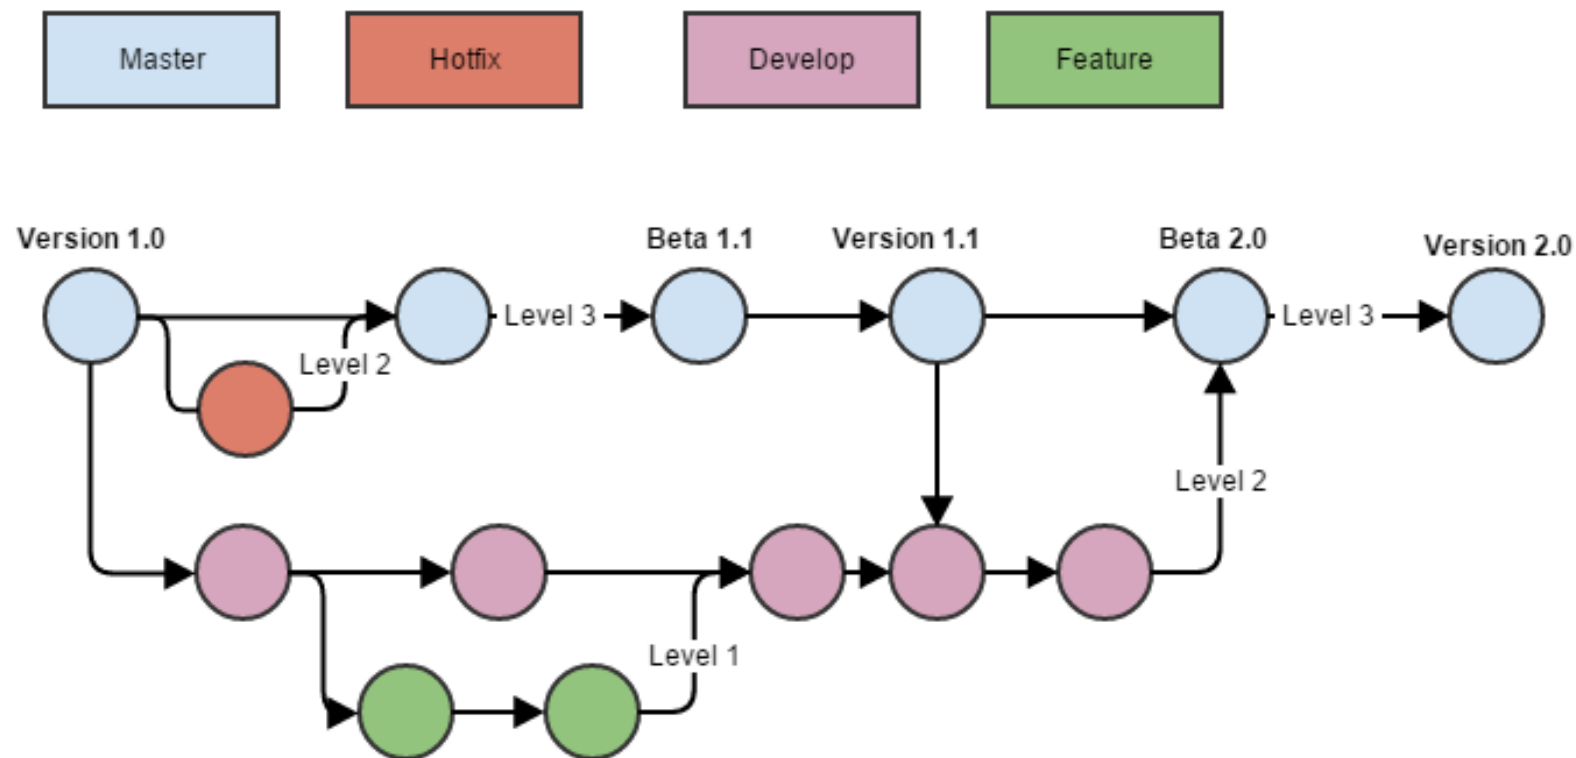 Master
Hotfix
Develop
Feature
Version 1.0
Beta 1.1
Version 1.1
Beta 2.0
Version 2.0
Level 3
Level 3
Level 2
Level 2
Level 1